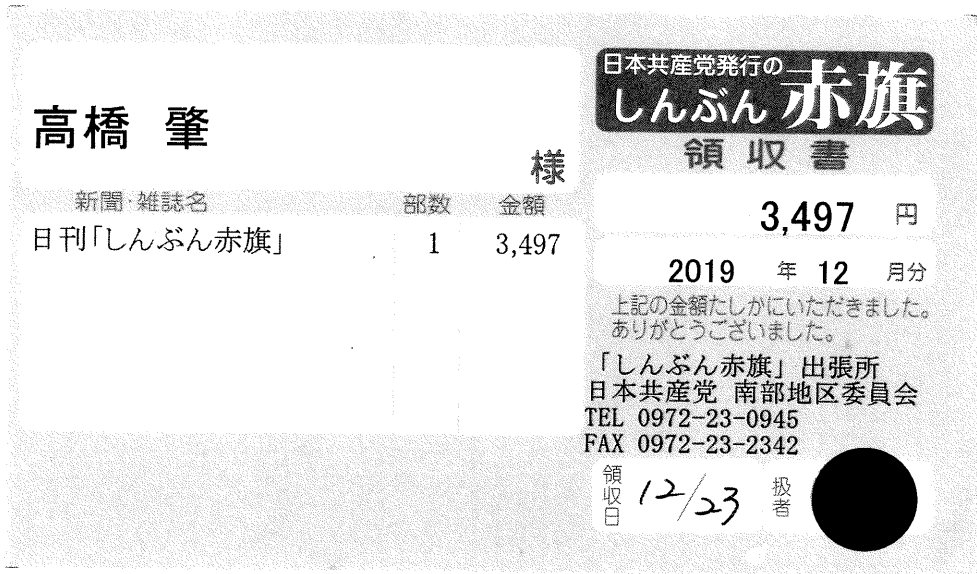 高橋 肇
様
新聞・雑誌名 部数 金額
日刊「しんぶん赤旗」 1 3,497
日本共産党発行の
しんぶん赤旗
領収書
3,497 円
2019 年 12 月分
上記の金額たしかにいただきました。
ありがとうございました。
「しんぶん赤旗」出張所
日本共産党 南部地区委員会
TEL 0972-23-0945
FAX 0972-23-2342
領収日 12/23 扱者